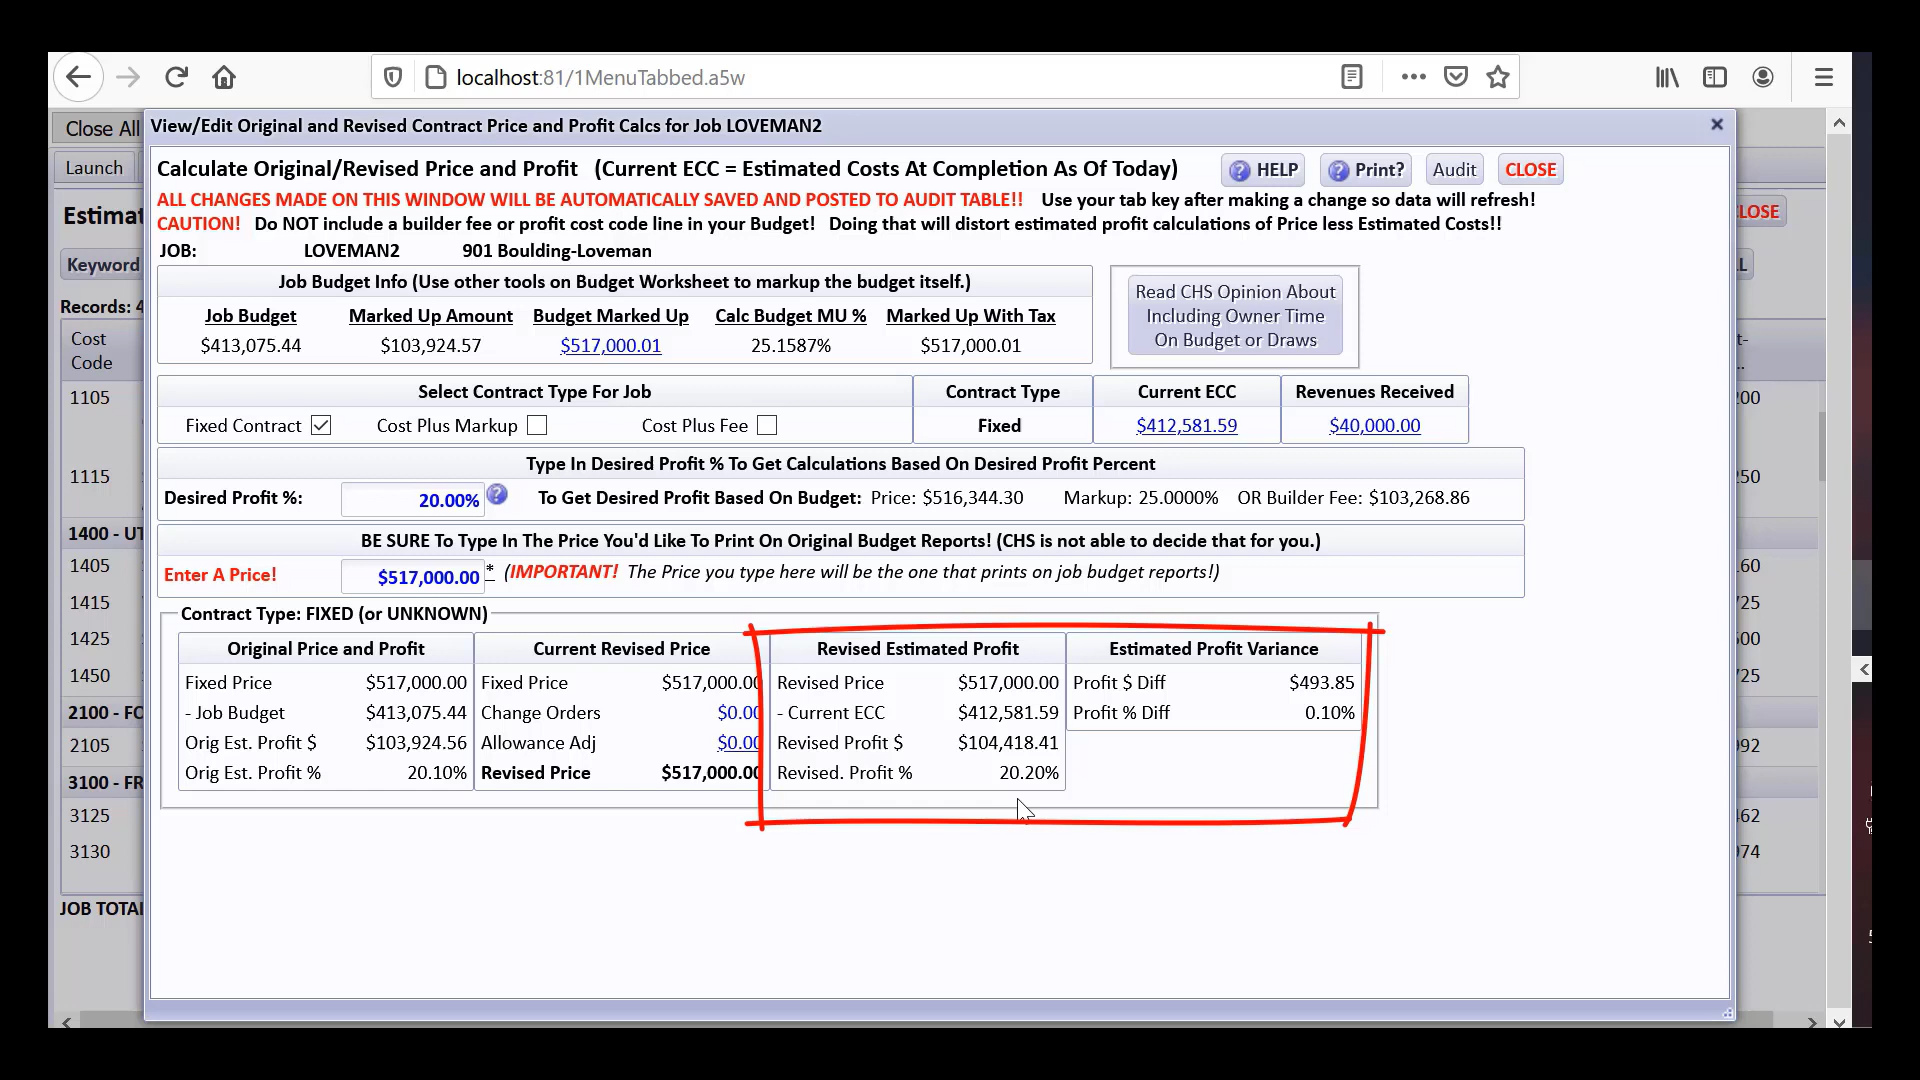 localhost:81/1MenuTabbed.a5w
Close All
View/Edit Original and Revised Contract Price and Profit Calcs for Job LOVEMAN2
Launch
Calculate Original/Revised Price and Profit (Current ECC = Estimated Costs At Completion As Of Today)
HELP
Print?
Audit
CLOSE
ALL CHANGES MADE ON THIS WINDOW WILL BE AUTOMATICALLY SAVED AND POSTED TO AUDIT TABLE!! Use your tab key after making a change so data will refresh!
Estimat
CAUTION! Do NOT include a builder fee or profit cost code line in your Budget! Doing that will distort estimated profit calculations of Price less Estimated Costs!!
LOSE
JOB: LOVEMAN2 901 Boulding-Loveman
Keyword
L
Records: 4
Job Budget Info (Use other tools on Budget Worksheet to markup the budget itself.)
Job Budget Marked Up Amount Budget Marked Up Calc Budget MU % Marked Up With Tax
$413,075.44 $103,924.57 $517,000.01 25.1587% $517,000.01
Read CHS Opinion About
Including Owner Time
On Budget or Draws
Cost
Code
t-
..
Select Contract Type For Job Contract Type Current ECC Revenues Received
Fixed Contract Cost Plus Markup Cost Plus Fee Fixed $412,581.59 $40,000.00
1105 200
Type In Desired Profit % To Get Calculations Based On Desired Profit Percent
1115 250
Desired Profit %: 20.00% To Get Desired Profit Based On Budget: Price: $516,344.30 Markup: 25.0000% OR Builder Fee: $103,268.86
1400 - UT
BE SURE To Type In The Price You'd Like To Print On Original Budget Reports! (CHS is not able to decide that for you.)
1405 160
Enter A Price! $517,000.00 * (IMPORTANT! The Price you type here will be the one that prints on job budget reports!)
1415 725
Contract Type: FIXED (or UNKNOWN)
1425 500
Original Price and Profit Current Revised Price Revised Estimated Profit Estimated Profit Variance
1450 725
Fixed Price $517,000.00 Fixed Price $517,000.00 Revised Price $517,000.00 Profit $ Diff $493.85
2100 - FO
- Job Budget $413,075.44 Change Orders $0.00 - Current ECC $412,581.59 Profit % Diff 0.10%
2105 992
Orig Est. Profit $ $103,924.56 Allowance Adj $0.00 Revised Profit $ $104,418.41
3100 - FR
Orig Est. Profit % 20.10% Revised Price $517,000.00 Revised. Profit % 20.20%
3125 462
3130 974
JOB TOTAL